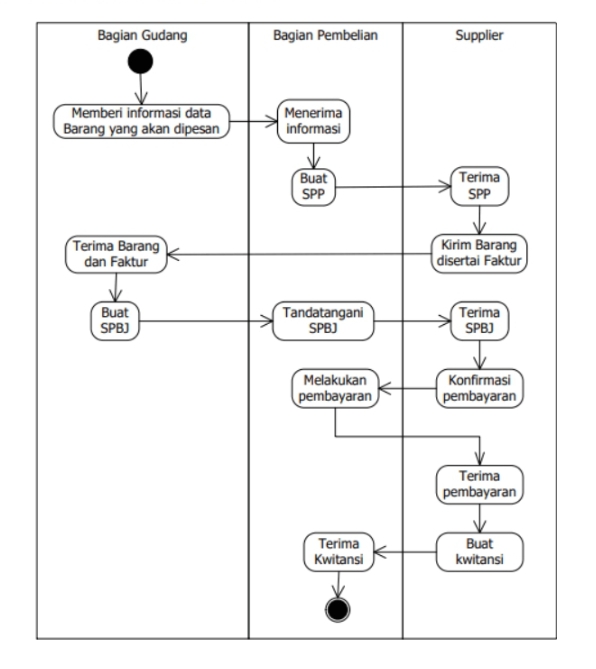 Bagian Gudang
Bagian Pembelian
Supplier
Memberi informasi data
Barang yang akan dipesan
Menerima
informasi
Buat
SPP
Terima
SPP
Kirim Barang
disertai Faktur
Terima Barang
dan Faktur
Buat
SPBJ
Tandatangani
SPBJ
Terima
SPBJ
Konfirmasi
pembayaran
Melakukan
pembayaran
Terima
pembayaran
Buat
kwitansi
Terima
Kwitansi